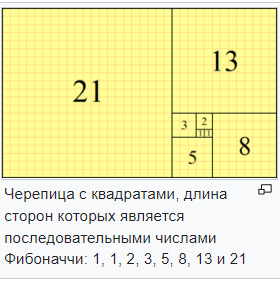 21
13
3
2
1
1
5
8
Черепица с квадратами, длина
сторон которых является
последовательными числами
Фибоначчи: 1, 1, 2, 3, 5, 8, 13 и 21